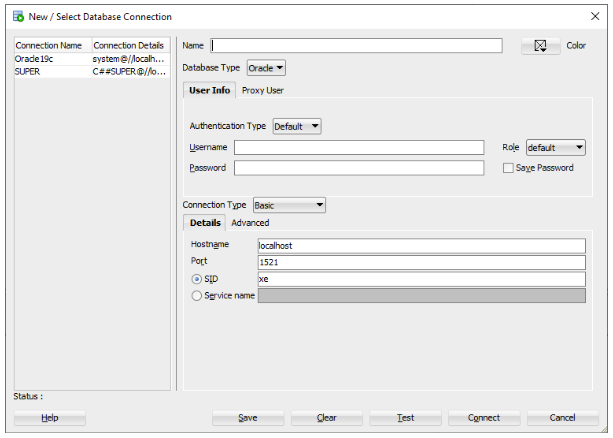 New / Select Database Connection
Connection Name Connection Details
Oracle19c system@//localh...
SUPER C##SUPER@//lo...
Name Color
Database Type Oracle
User Info Proxy User
Authentication Type Default
Username Role default
Password Save Password
Connection Type Basic
Details Advanced
Hostname localhost
Port 1521
SID xe
Service name
Status :
Help Save Clear Test Connect Cancel